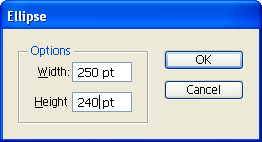 Ellipse
Options
Width: 250 pt
OK
Height 240 pt
Cancel